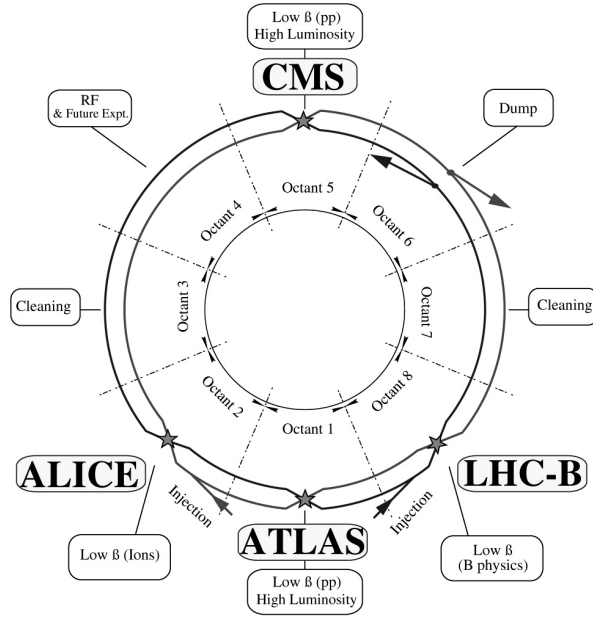 Low ß (pp)
High Luminosity
CMS
RF
& Future Expt.
Dump
Octant 5
Octant 4
Octant 6
Cleaning
Octant 3
Octant 7
Cleaning
Octant 2
Octant 8
Octant 1
ALICE
LHC-B
Injection
Injection
ATLAS
Low ß (Ions)
Low ß
(B physics)
Low ß (pp)
High Luminosity